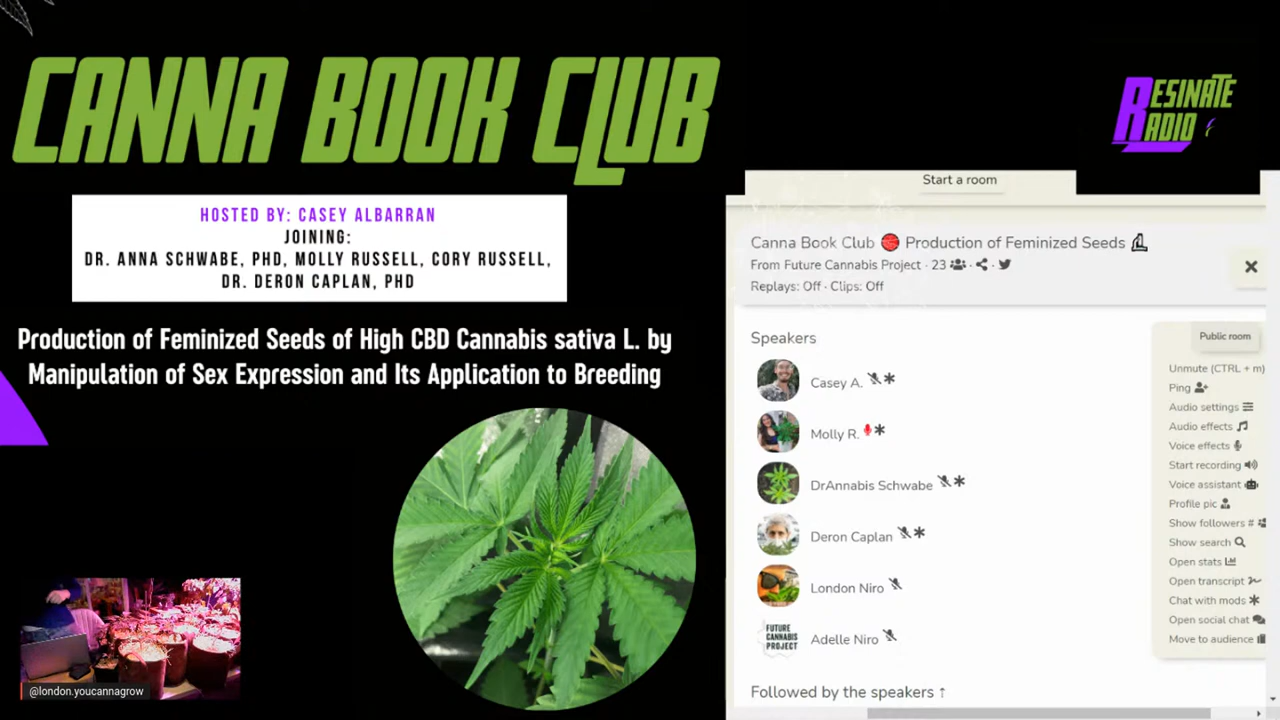 CANNA BOOK CLUB
RESINATE
RADIO
HOSTED BY: CASEY ALBARRAN
JOINING:
DR. ANNA SCHWABE, PHD, MOLLY RUSSELL, CORY RUSSELL,
DR. DERON CAPLAN, PHD
Production of Feminized Seeds of High CBD Cannabis sativa L. by
Manipulation of Sex Expression and Its Application to Breeding
@london.youcannagrow
Start a room
Canna Book Club Production of Feminized Seeds
From Future Cannabis Project · 23
Replays: Off · Clips: Off
Speakers
Casey A.
Molly R.
DrAnnabis Schwabe
Deron Caplan
London Niro
FUTURE
CANNABIS
PROJECT
Adelle Niro
Followed by the speakers ↑
Public room
Unmute (CTRL + m)
Ping
Audio settings
Audio effects
Voice effects
Start recording
Voice assistant
Profile pic
Show followers #
Show search
Open stats
Open transcript
Chat with mods
Open social chat
Move to audience